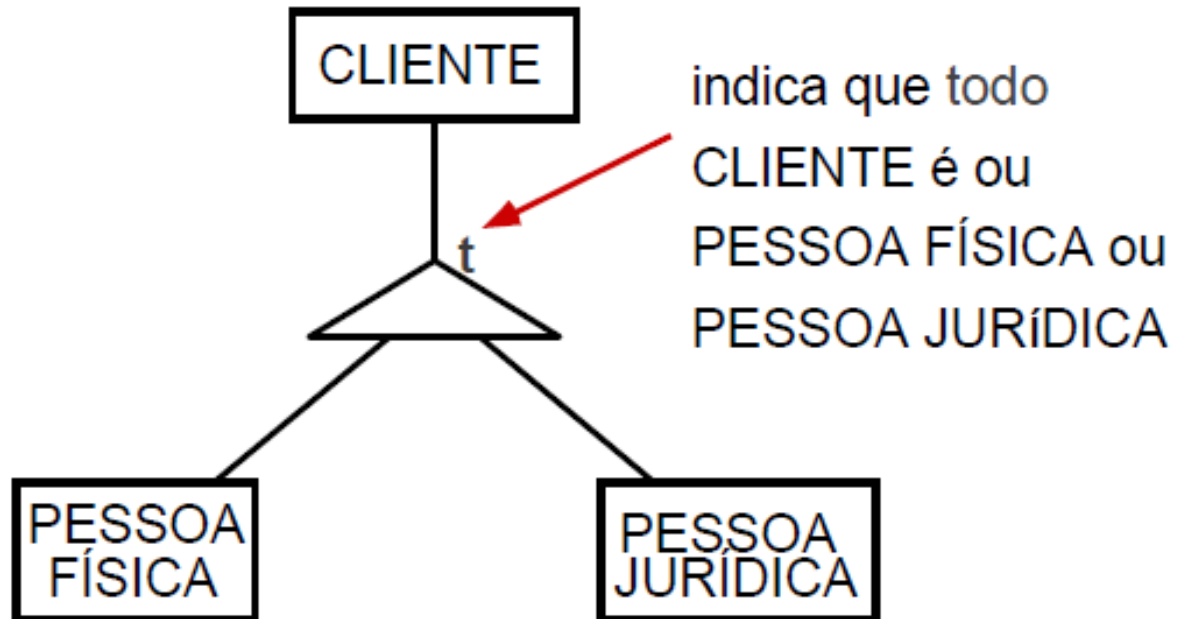 CLIENTE
indica que todo
CLIENTE é ou
PESSOA FÍSICA ou
PESSOA JURíDICA
t
PESSOA
FÍSICA
PESSOA
JURÍDICA